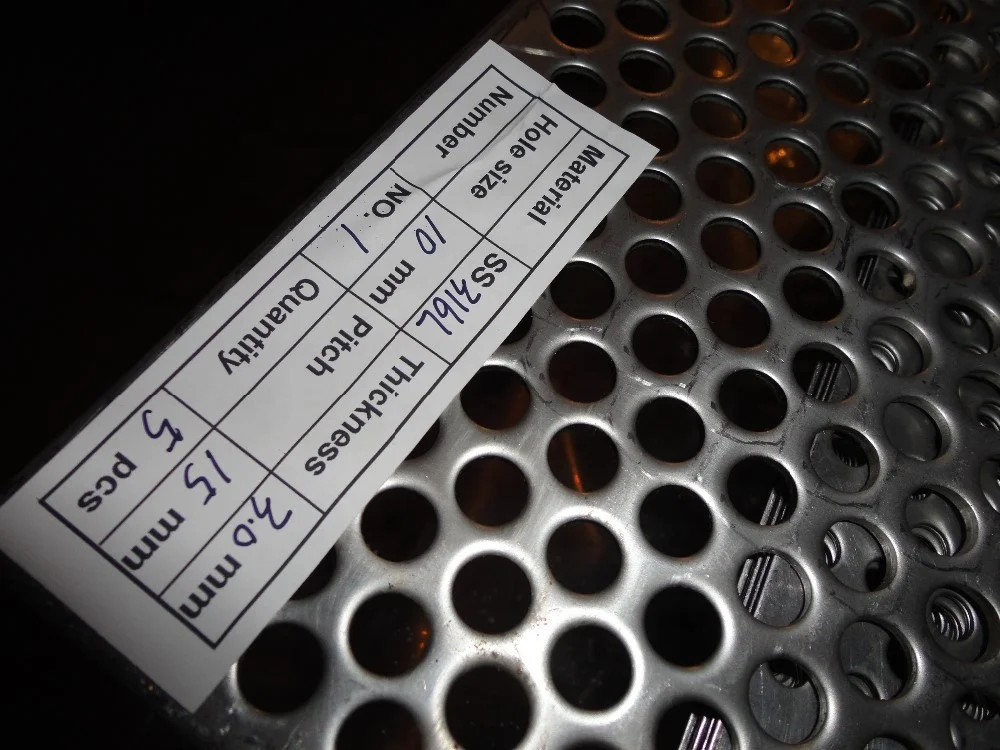 Material SS316L Thickness 3.0 mm
Hole size 10 mm Pitch 15 mm
Number NO. 1 Quantity 5 pcs